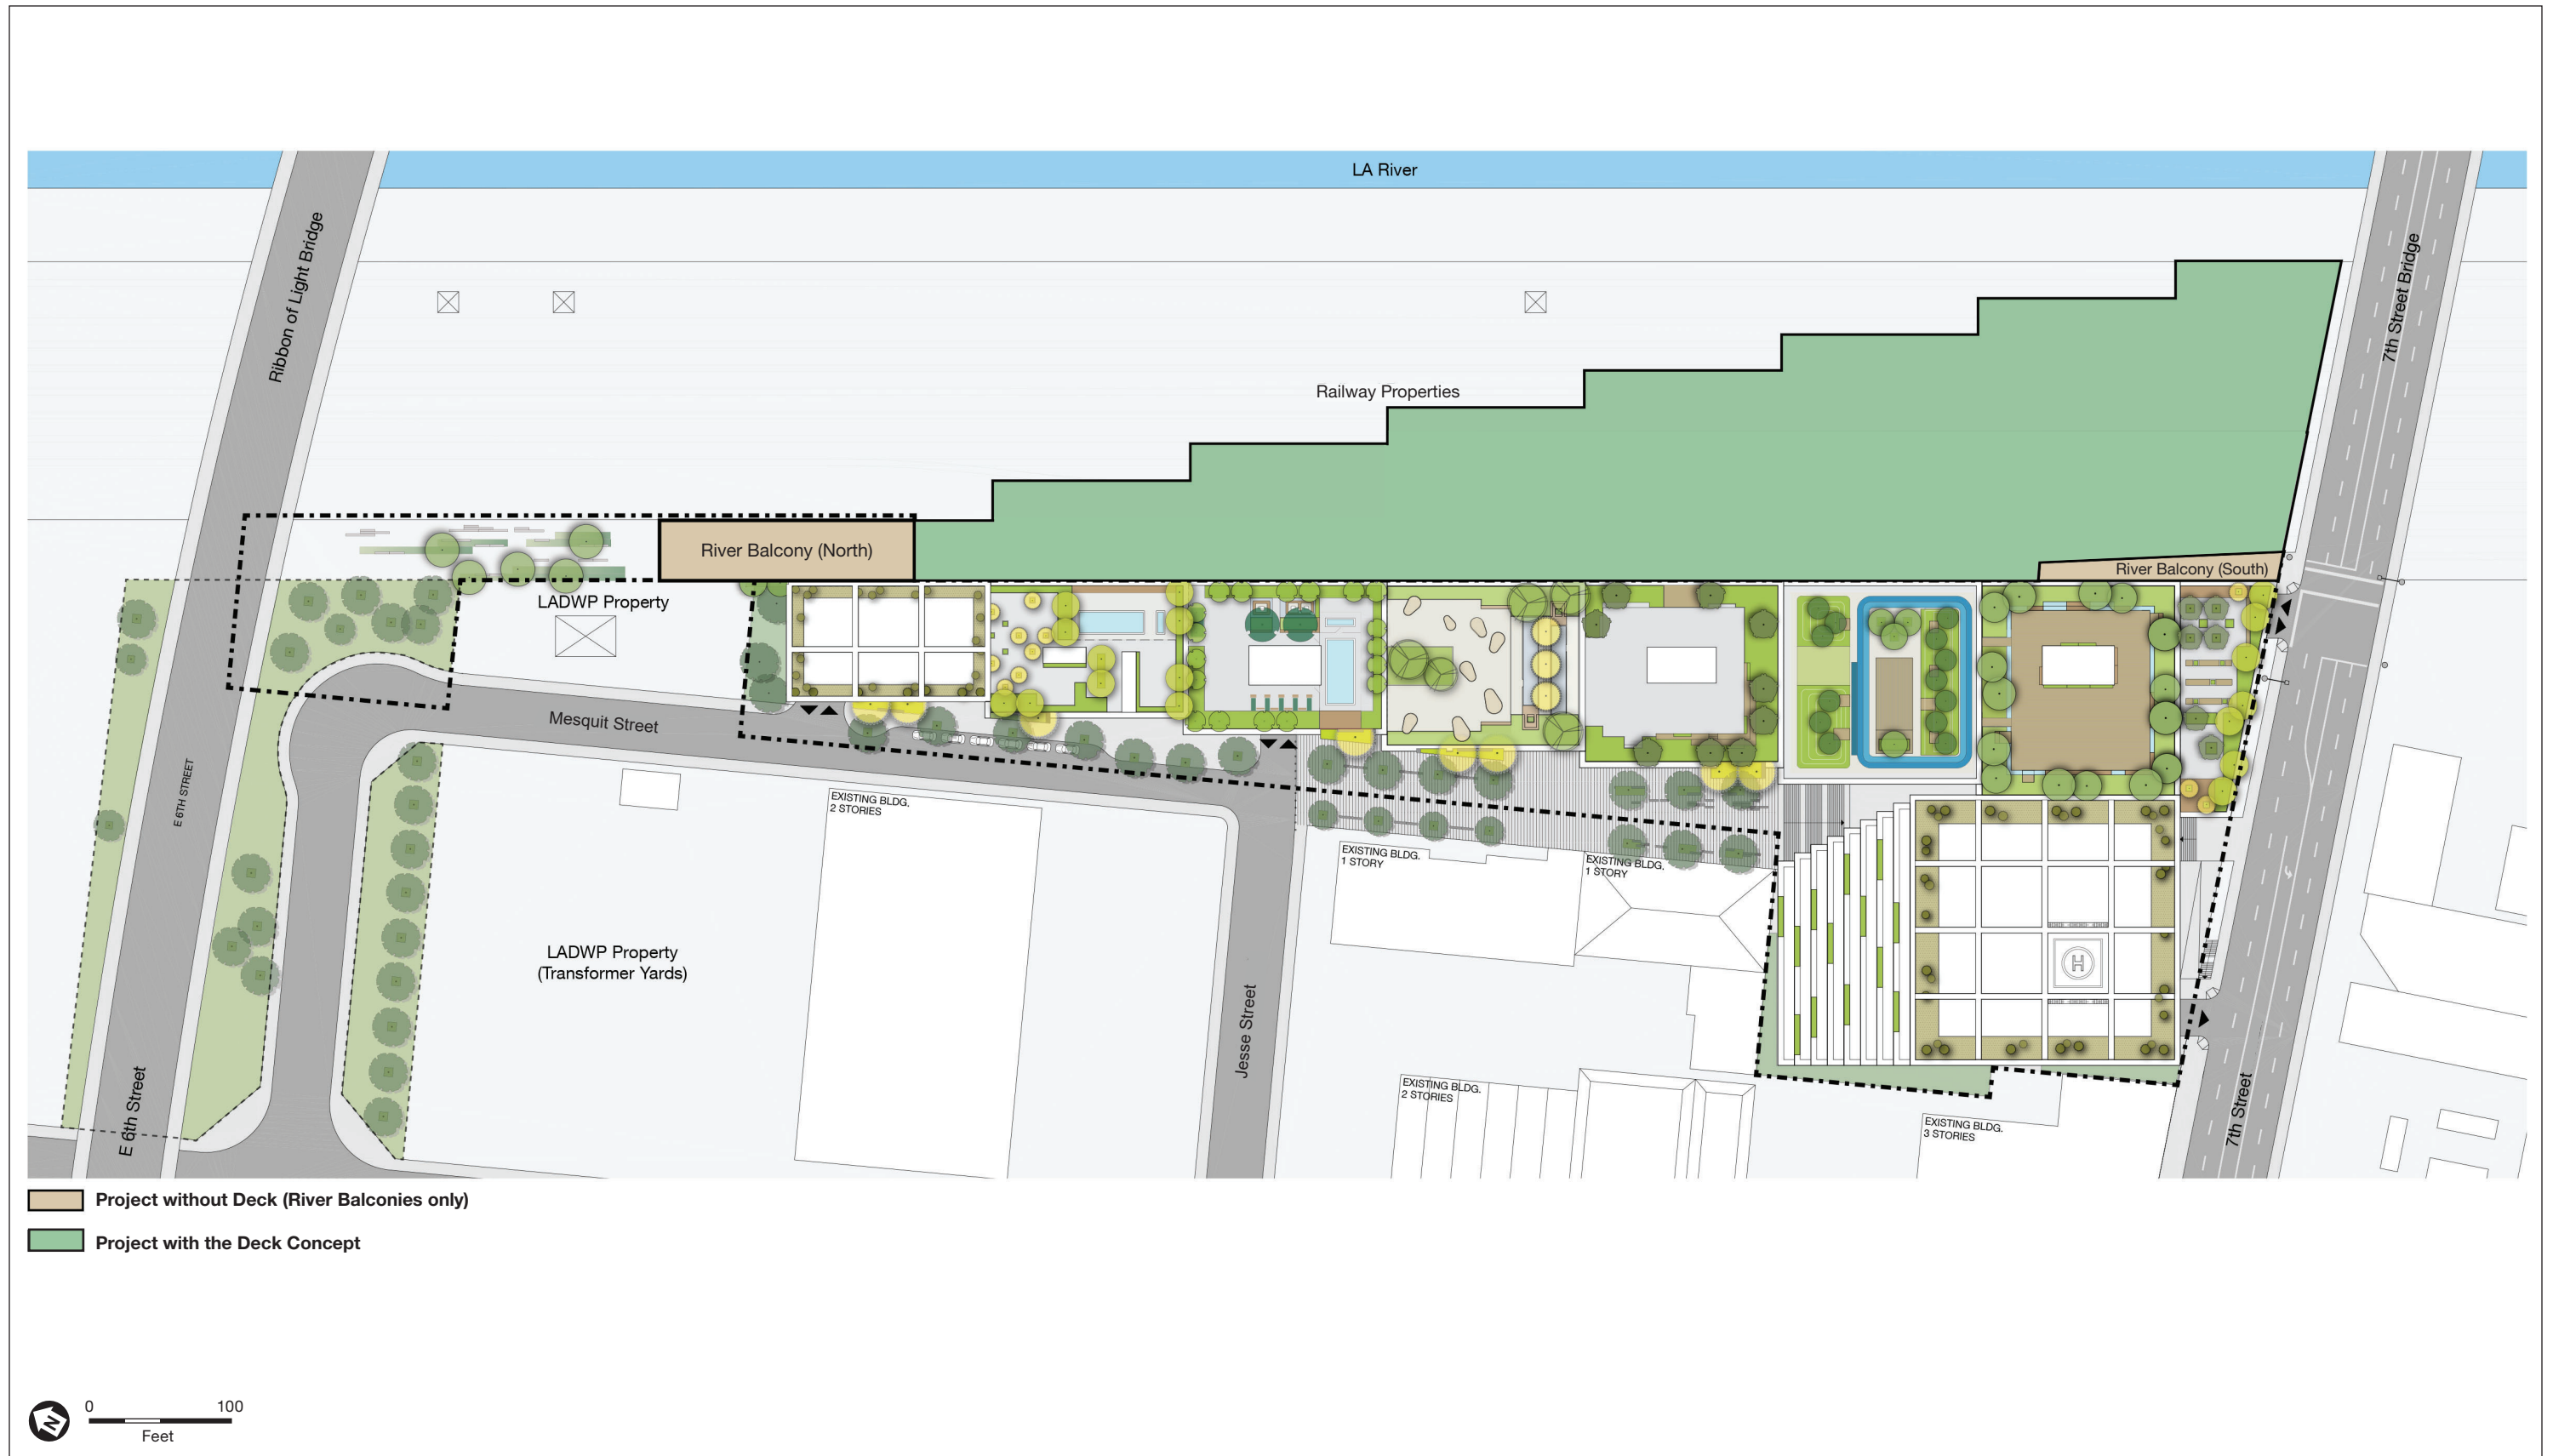 LA River
Ribbon of Light Bridge
7th Street Bridge
Railway Properties
River Balcony (North)
River Balcony (South)
LADWP Property
Mesquit Street
E 6TH STREET
EXISTING BLDG.
2 STORIES
EXISTING BLDG.
1 STORY
EXISTING BLDG.
1 STORY
LADWP Property
(Transformer Yards)
H
Jesse Street
EXISTING BLDG.
2 STORIES
E 6th Street
7th Street
EXISTING BLDG.
3 STORIES
Project without Deck (River Balconies only)
Project with the Deck Concept
N
0 100
Feet